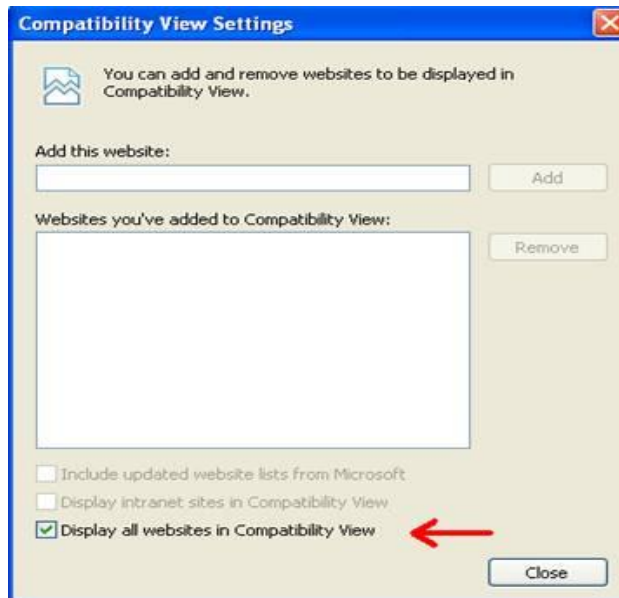 Compatibility View Settings
You can add and remove websites to be displayed in
Compatibility View.
Add this website:
Add
Websites you've added to Compatibility View:
Remove
Include updated website lists from Microsoft
Display intranet sites in Compatibility View
Display all websites in Compatibility View
Close